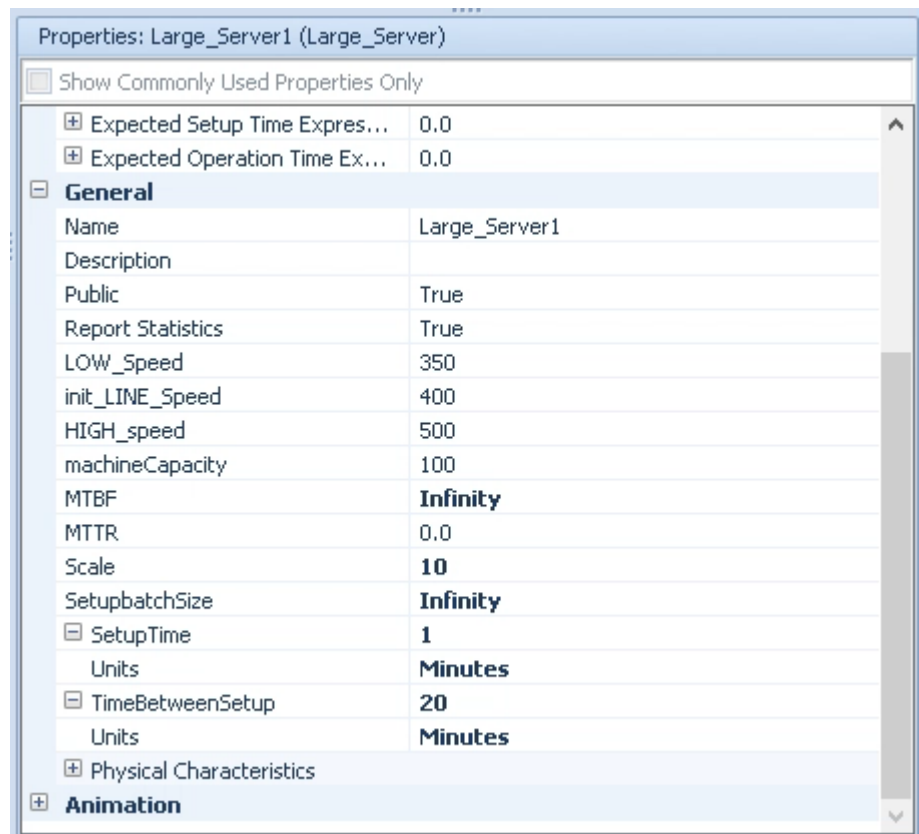 Properties: Large_Server1 (Large_Server)
Show Commonly Used Properties Only
Expected Setup Time Expres... 0.0
Expected Operation Time Ex... 0.0
General
Name Large_Server1
Description
Public True
Report Statistics True
LOW_Speed 350
init_LINE_Speed 400
HIGH_speed 500
machineCapacity 100
MTBF Infinity
MTTR 0.0
Scale 10
SetupbatchSize Infinity
SetupTime 1
Units Minutes
TimeBetweenSetup 20
Units Minutes
Physical Characteristics
Animation